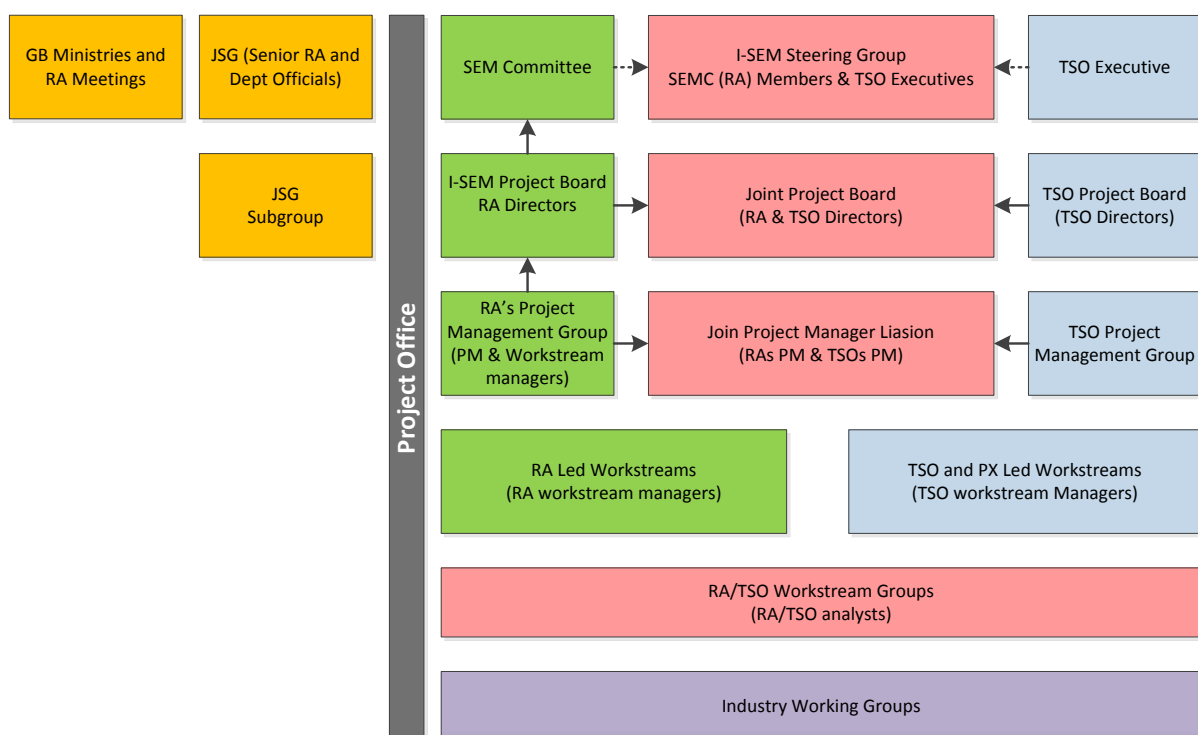 GB Ministries and
RA Meetings
JSG (Senior RA and
Dept Officials)
SEM Committee
I-SEM Steering Group
SEMC (RA) Members & TSO Executives
TSO Executive
JSG
Subgroup
I-SEM Project Board
RA Directors
Joint Project Board
(RA & TSO Directors)
TSO Project Board
(TSO Directors)
Project Office
RA's Project
Management Group
(PM & Workstream
managers)
Join Project Manager Liasion
(RAs PM & TSOs PM)
TSO Project
Management Group
RA Led Workstreams
(RA workstream managers)
TSO and PX Led Workstreams
(TSO workstream Managers)
RA/TSO Workstream Groups
(RA/TSO analysts)
Industry Working Groups